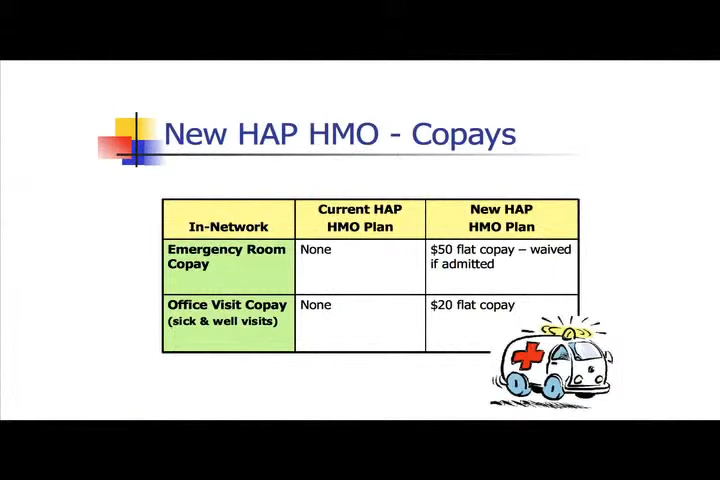 New HAP HMO - Copays
In-Network
Current HAP
HMO Plan
New HAP
HMO Plan
Emergency Room
Copay
None
$50 flat copay – waived
if admitted
Office Visit Copay
(sick & well visits)
None
$20 flat copay